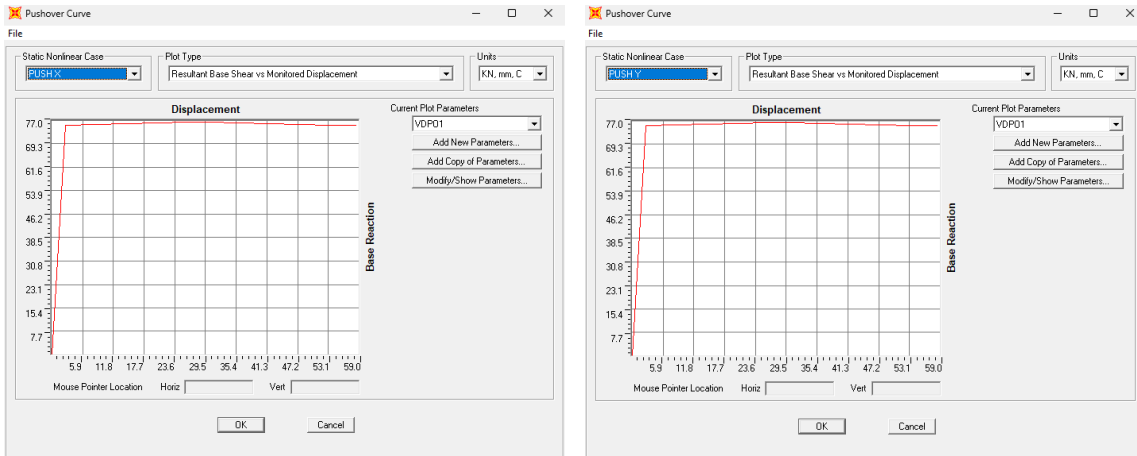 Pushover Curve
File
Static Nonlinear Case
PUSH X
Plot Type
Resultant Base Shear vs Monitored Displacement
Units
KN, mm, C
Displacement
77.0
69.3
61.6
53.9
46.2
38.5
30.8
23.1
15.4
7.7
5.9 11.8 17.7 23.6 29.5 35.4 41.3 47.2 53.1 59.0
Base Reaction
Current Plot Parameters
VDPO1
Add New Parameters...
Add Copy of Parameters...
Modify/Show Parameters...
Mouse Pointer Location Horiz Vert
OK Cancel
Pushover Curve
File
Static Nonlinear Case
PUSH Y
Plot Type
Resultant Base Shear vs Monitored Displacement
Units
KN, mm, C
Displacement
77.0
69.3
61.6
53.9
46.2
38.5
30.8
23.1
15.4
7.7
5.9 11.8 17.7 23.6 29.5 35.4 41.3 47.2 53.1 59.0
Base Reaction
Current Plot Parameters
VDPO1
Add New Parameters...
Add Copy of Parameters...
Modify/Show Parameters...
Mouse Pointer Location Horiz Vert
OK Cancel